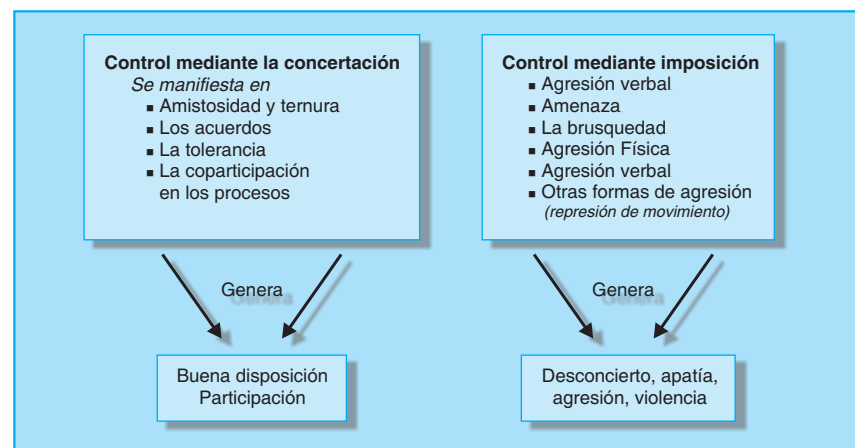 Control mediante la concertación
Se manifiesta en
▪ Amistosidad y ternura
▪ Los acuerdos
▪ La tolerancia
▪ La coparticipación
en los procesos
Genera
Buena disposición
Participación
Control mediante imposición
▪ Agresión verbal
▪ Amenaza
▪ La brusquedad
▪ Agresión Física
▪ Agresión verbal
▪ Otras formas de agresión
(represión de movimiento)
Genera
Desconcierto, apatía,
agresión, violencia